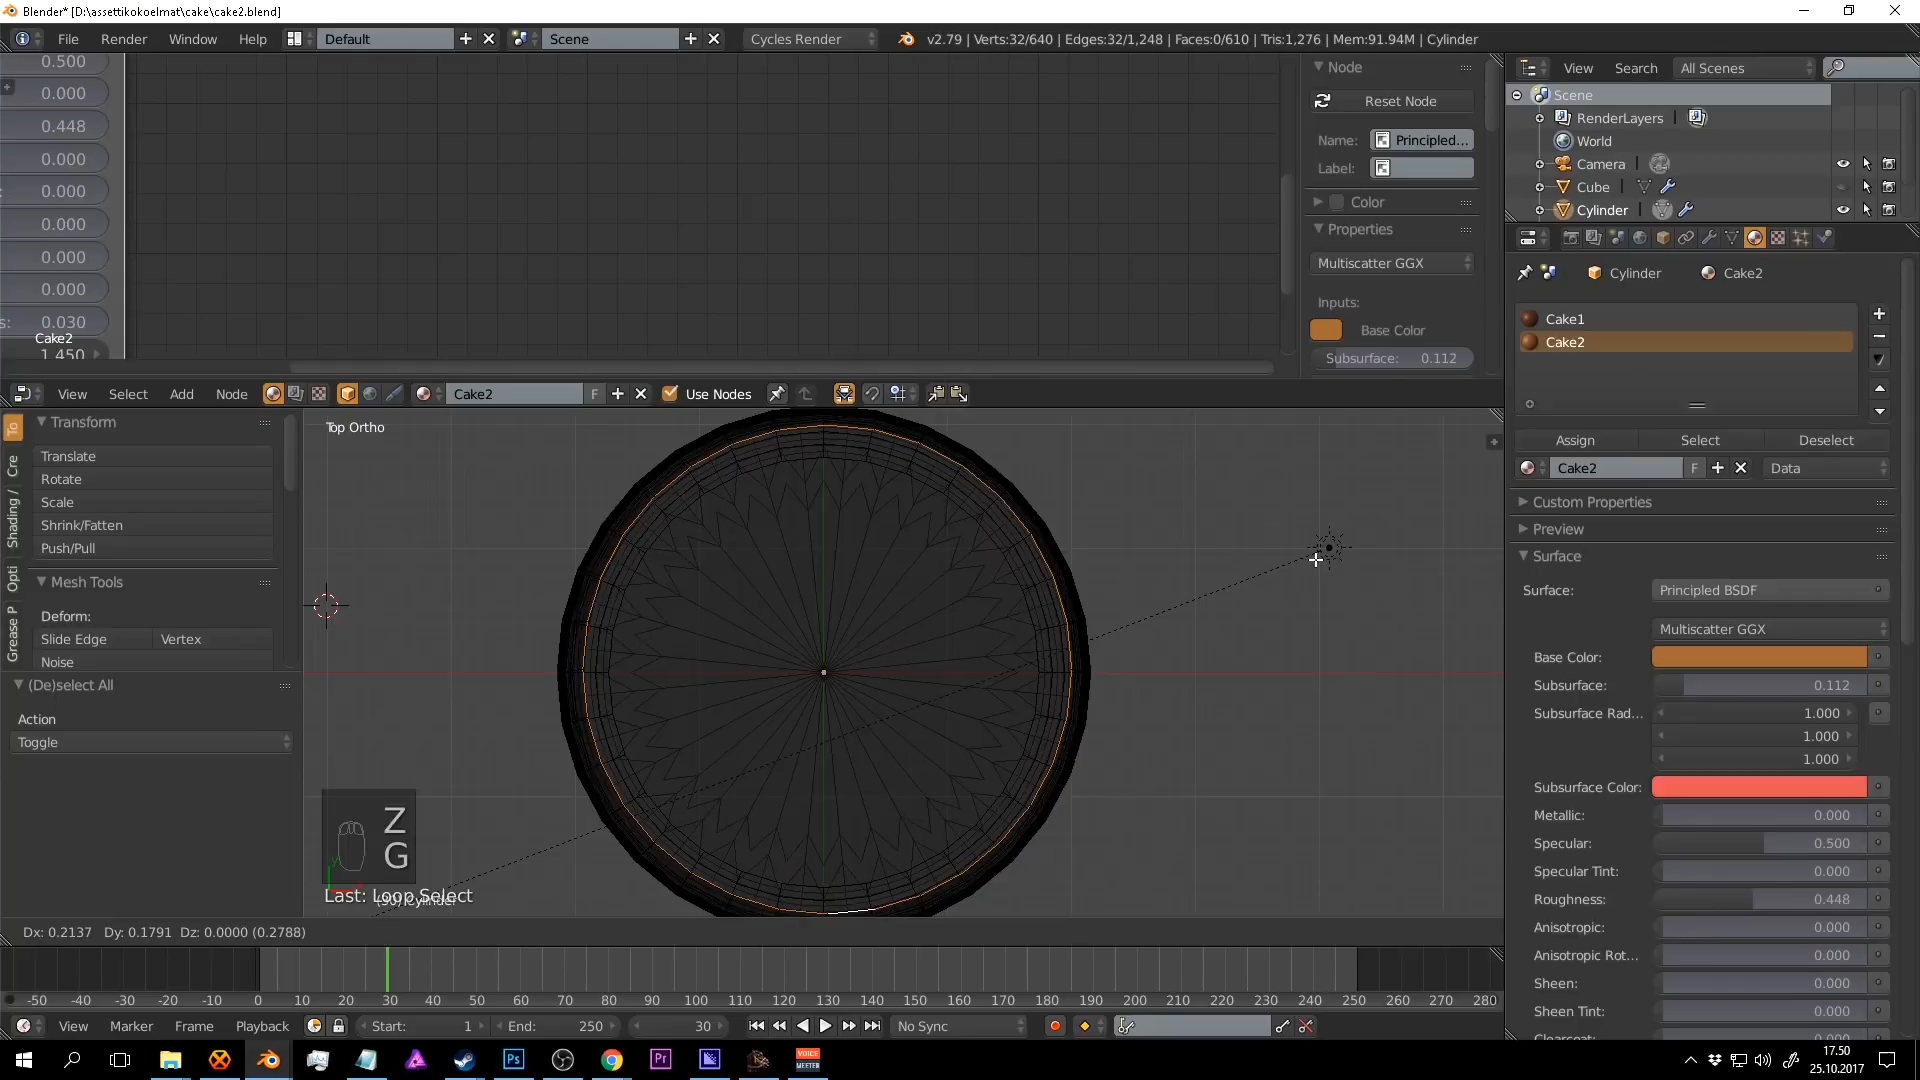 Blender* [D:\assettikokoelmat\cake\cake2.blend]
File Render Window Help Default Scene Cycles Render v2.79 | Verts:32/640 | Edges:32/1,248 | Faces:0/610 | Tris:1,276 | Mem:91.94M | Cylinder
0.500
0.000
0.448
0.000
0.000
0.000
0.000
0.000
s: 0.030
Cake2
1.450
Node
Reset Node
Name: Principled...
Label:
Color
Properties
Multiscatter GGX
Inputs:
Base Color
Subsurface: 0.112
View Search All Scenes
Scene
RenderLayers
World
Camera
Cube
Cylinder
Cylinder Cake2
Cake1
Cake2
Assign Select Deselect
Cake2 F Data
Custom Properties
Preview
Surface
Surface: Principled BSDF
Multiscatter GGX
Base Color:
Subsurface: 0.112
Subsurface Rad... 1.000
1.000
1.000
Subsurface Color:
Metallic: 0.000
Specular: 0.500
Specular Tint: 0.000
Roughness: 0.448
Anisotropic: 0.000
Anisotropic Rot... 0.000
Sheen: 0.000
Sheen Tint: 0.000
View Select Add Node Cake2 F Use Nodes
To
Cre
Shading /
Opti
Grease P
Transform
Translate
Rotate
Scale
Shrink/Fatten
Push/Pull
Mesh Tools
Deform:
Slide Edge Vertex
Noise
(De)select All
Action
Toggle
Top Ortho
Z
G
Last: Loop Select
(30) Cylinder
Dx: 0.2137 Dy: 0.1791 Dz: 0.0000 (0.2788)
-50 -40 -30 -20 -10 0 10 20 30 40 50 60 70 80 90 100 110 120 130 140 150 160 170 180 190 200 210 220 230 240 250 260 270 280
View Marker Frame Playback Start: 1 End: 250 30 No Sync
Ps Pr VOICE MEETER
17.50
25.10.2017